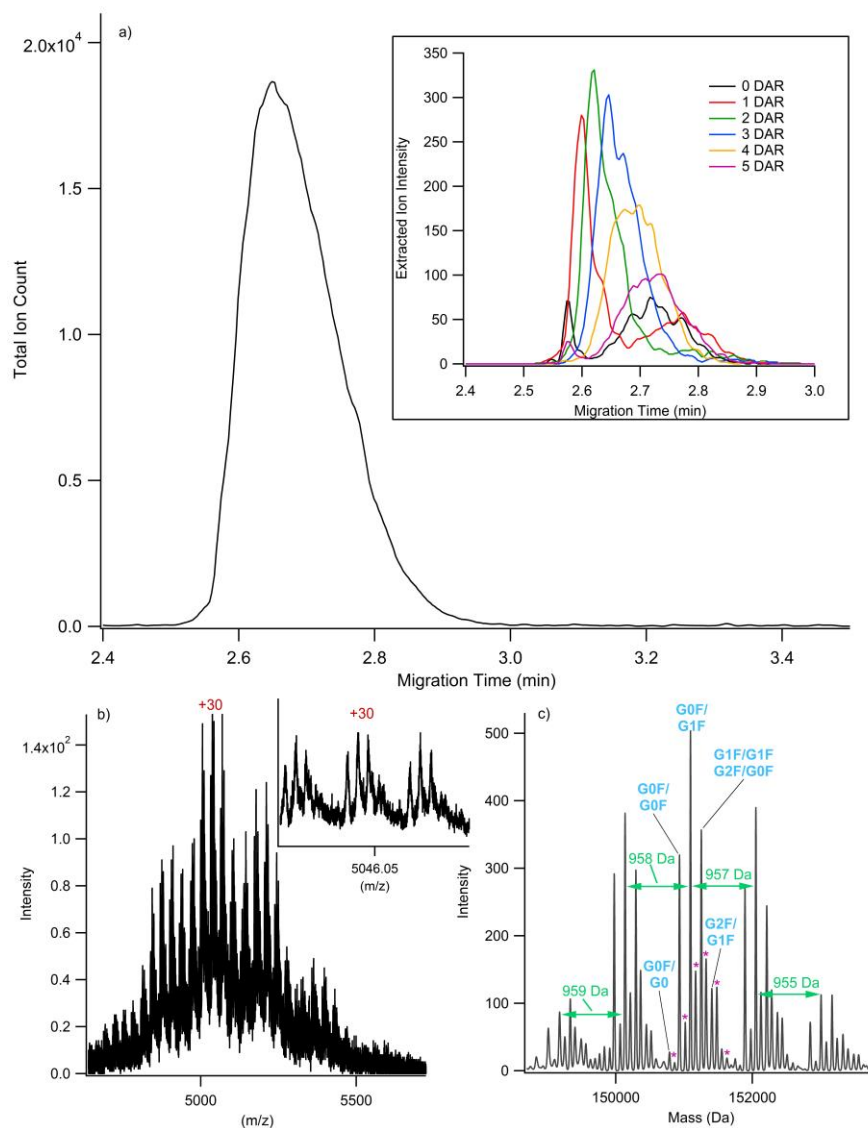 a)
2.0x10⁴
1.5
1.0
0.5
0.0
Total Ion Count
2.4 2.6 2.8 3.0 3.2 3.4
Migration Time (min)
350
300
250
200
150
100
50
0
Extracted Ion Intensity
2.4 2.5 2.6 2.7 2.8 2.9 3.0
Migration Time (min)
0 DAR
1 DAR
2 DAR
3 DAR
4 DAR
5 DAR
b)
+30
1.4x10²
1.2
1.0
0.8
0.6
0.4
0.2
0.0
Intensity
5000 5500
(m/z)
+30
5046.05
(m/z)
c)
500
400
300
200
100
0
Intensity
150000 152000
Mass (Da)
G0F/
G1F
G1F/G1F
G2F/G0F
G0F/
G0F
958 Da
957 Da
G2F/
G1F
G0F/
G0
959 Da
955 Da
*
*
*
*
*
*